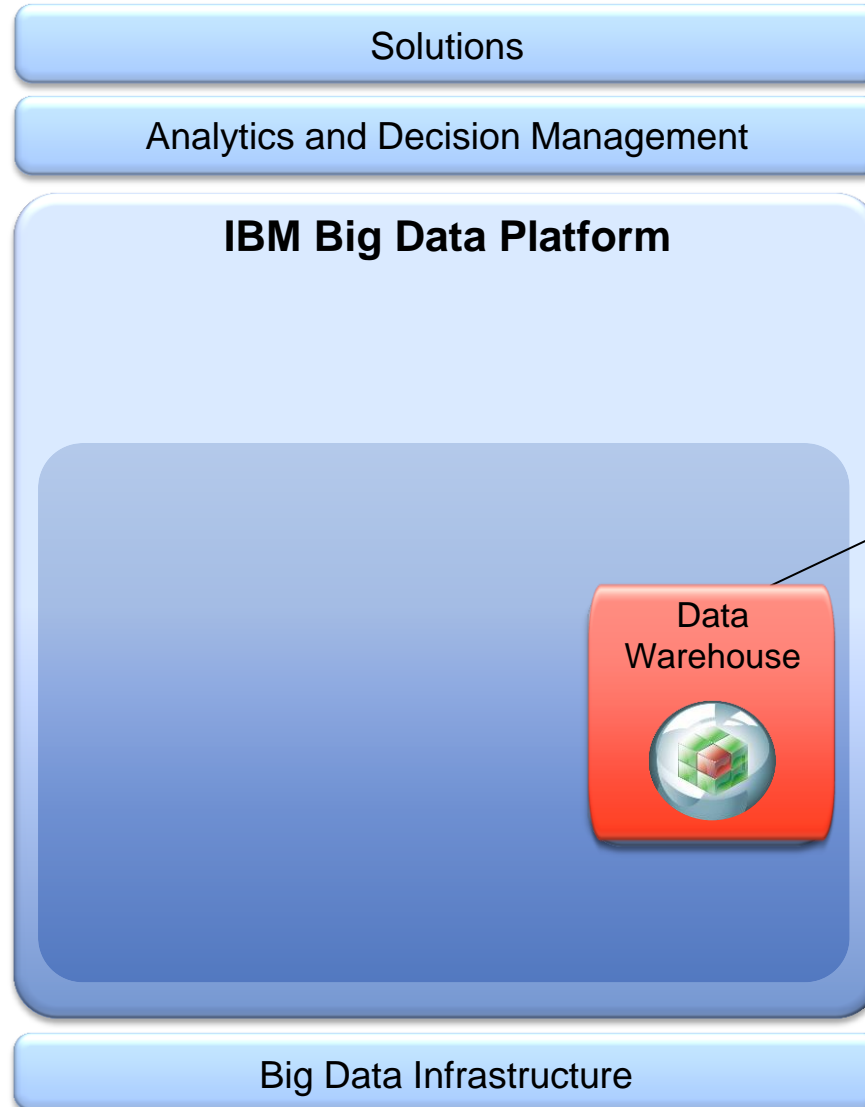 Solutions
Analytics and Decision Management
IBM Big Data Platform
Data
Warehouse
Big Data Infrastructure